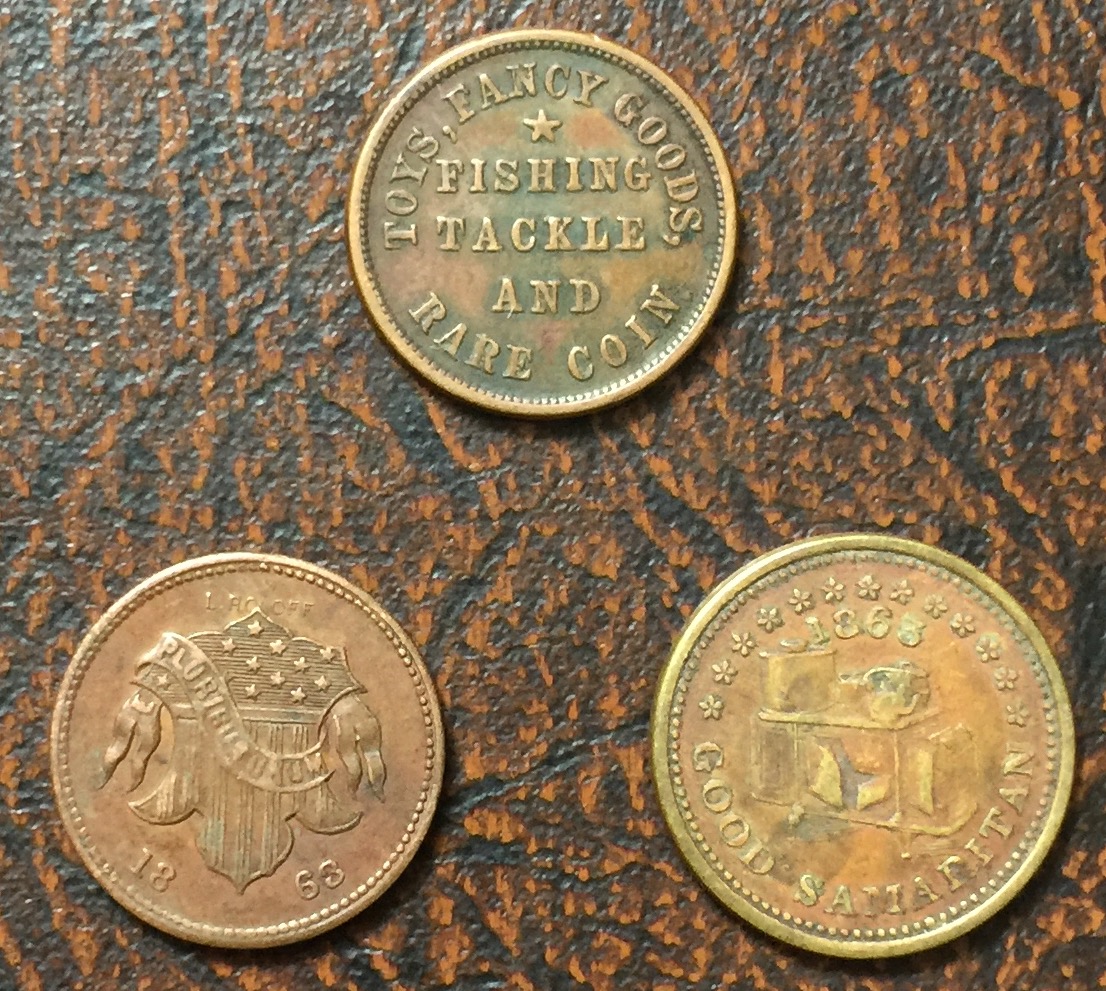 TOYS, FANCY GOODS,
FISHING
TACKLE
AND
RARE COIN
L. ROLOFF
PLURIBUS UNUM
18 63
1863
GOOD SAMARITAN